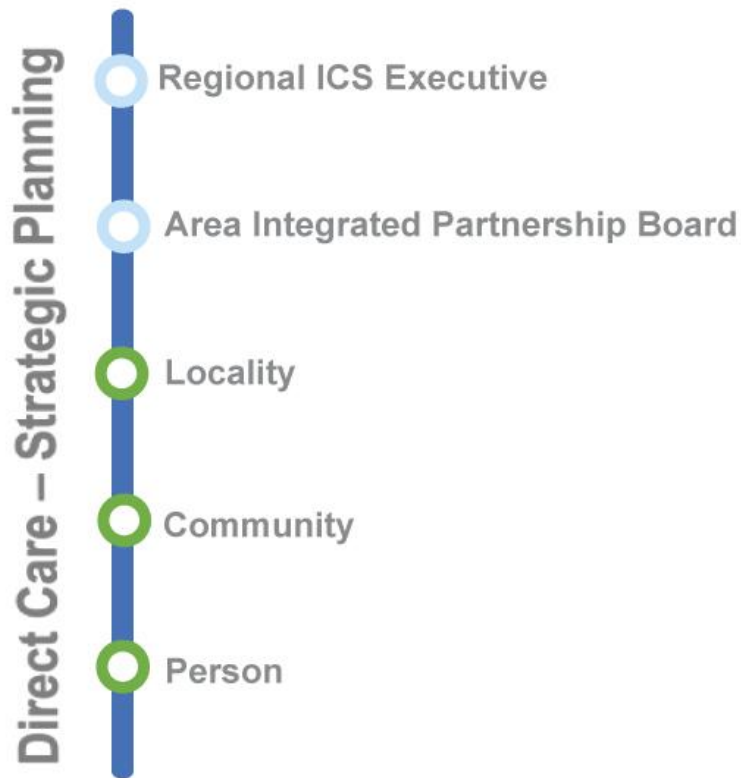 Direct Care – Strategic Planning
Regional ICS Executive
Area Integrated Partnership Board
Locality
Community
Person